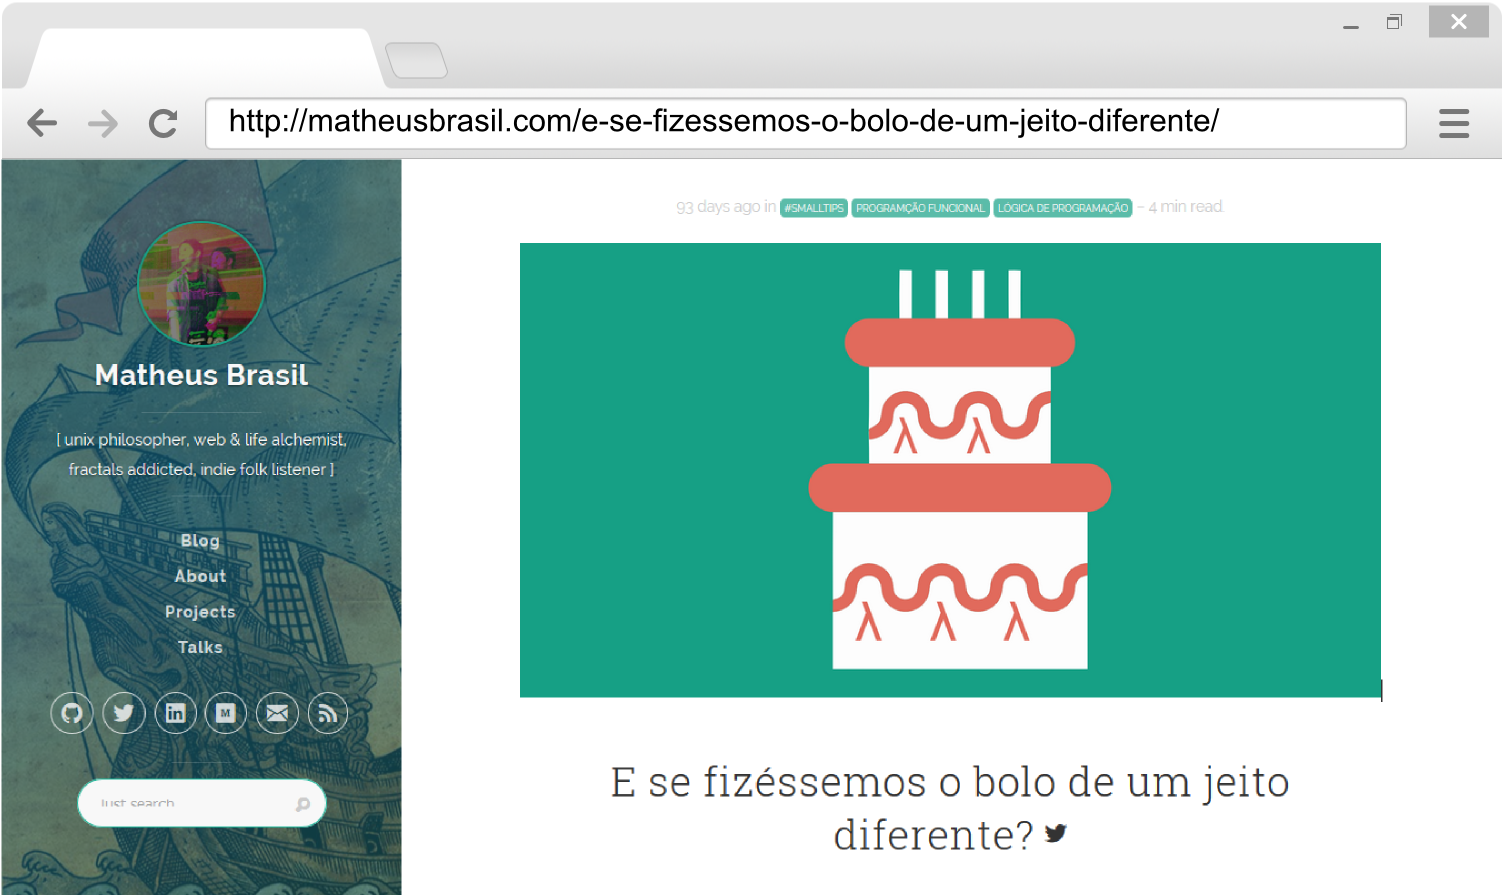 http://matheusbrasil.com/e-se-fizessemos-o-bolo-de-um-jeito-diferente/
93 days ago in #SMALLTIPS PROGRAMÇÃO FUNCIONAL LÓGICA DE PROGRAMAÇÃO ~ 4 min read.
Matheus Brasil
[ unix philosopher, web & life alchemist,
fractals addicted, indie folk listener ]
Blog
About
Projects
Talks
in M
Just search
λ λ
λ λ λ
E se fizéssemos o bolo de um jeito
diferente?